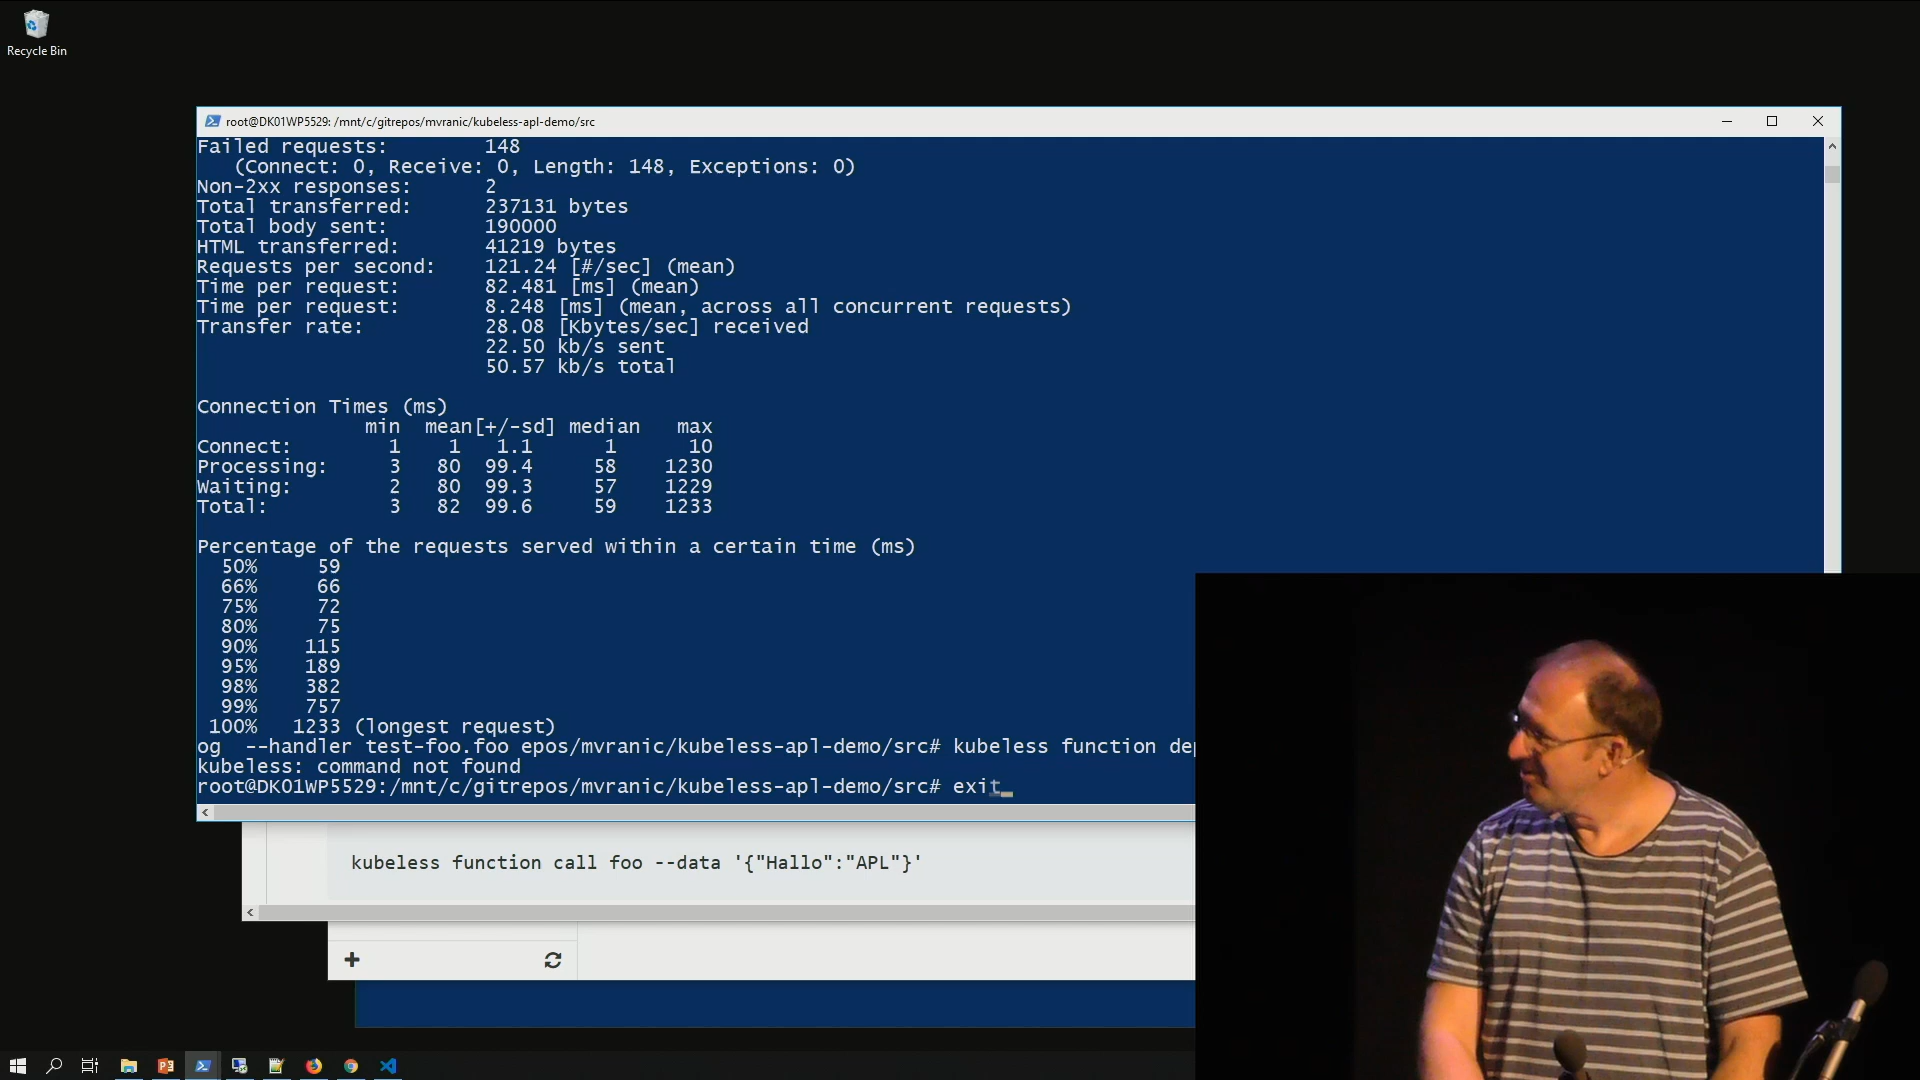 Recycle Bin
root@DK01WP5529: /mnt/c/gitrepos/mvranic/kubeless-apl-demo/src
Failed requests: 148
(Connect: 0, Receive: 0, Length: 148, Exceptions: 0)
Non-2xx responses: 2
Total transferred: 237131 bytes
Total body sent: 190000
HTML transferred: 41219 bytes
Requests per second: 121.24 [#/sec] (mean)
Time per request: 82.481 [ms] (mean)
Time per request: 8.248 [ms] (mean, across all concurrent requests)
Transfer rate: 28.08 [Kbytes/sec] received
22.50 kb/s sent
50.57 kb/s total
Connection Times (ms)
min mean[+/-sd] median max
Connect: 1 1 1.1 1 10
Processing: 3 80 99.4 58 1230
Waiting: 2 80 99.3 57 1229
Total: 3 82 99.6 59 1233
Percentage of the requests served within a certain time (ms)
50% 59
66% 66
75% 72
80% 75
90% 115
95% 189
98% 382
99% 757
100% 1233 (longest request)
og --handler test-foo.foo epos/mvranic/kubeless-apl-demo/src# kubeless function dep
kubeless: command not found
root@DK01WP5529:/mnt/c/gitrepos/mvranic/kubeless-apl-demo/src# exit
kubeless function call foo --data '{"Hallo":"APL"}'